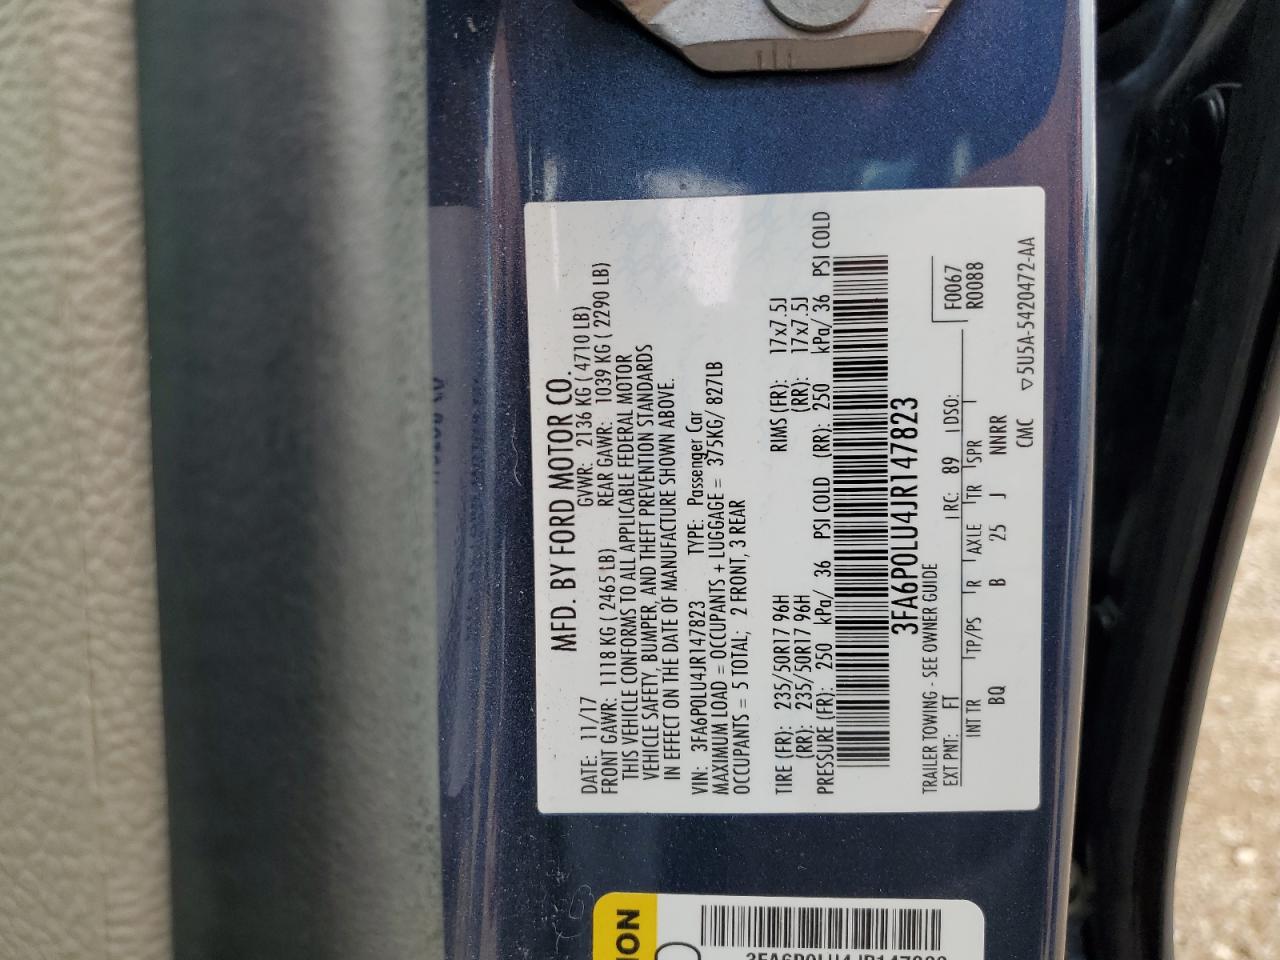 MFD. BY FORD MOTOR CO.
DATE: 11/17 GVWR: 2136 KG ( 4710 LB)
FRONT GAWR: 1118 KG ( 2465 LB) REAR GAWR: 1039 KG ( 2290 LB)
THIS VEHICLE CONFORMS TO ALL APPLICABLE FEDERAL MOTOR
VEHICLE SAFETY, BUMPER, AND THEFT PREVENTION STANDARDS
IN EFFECT ON THE DATE OF MANUFACTURE SHOWN ABOVE.
VIN: 3FA6P0LU4JR147823 TYPE: Passenger Car
MAXIMUM LOAD = OCCUPANTS + LUGGAGE = 375KG/ 827LB
OCCUPANTS = 5 TOTAL; 2 FRONT, 3 REAR
TIRE (FR): 235/50R17 96H RIMS (FR): 17x7.5J
(RR): 235/50R17 96H (RR): 17x7.5J
PRESSURE (FR): 250 kPa/ 36 PSI COLD (RR): 250 kPa/ 36 PSI COLD
3FA6P0LU4JR147823
TRAILER TOWING - SEE OWNER GUIDE
F0067
EXT PNT: FT RC: 89 DSO: R0088
INT TR TP/PS R AXLE TR SPR
BQ B 25 J NNRR
CMC ▽5U5A-5420472-AA
ION
3FA6P0LU4JR147823